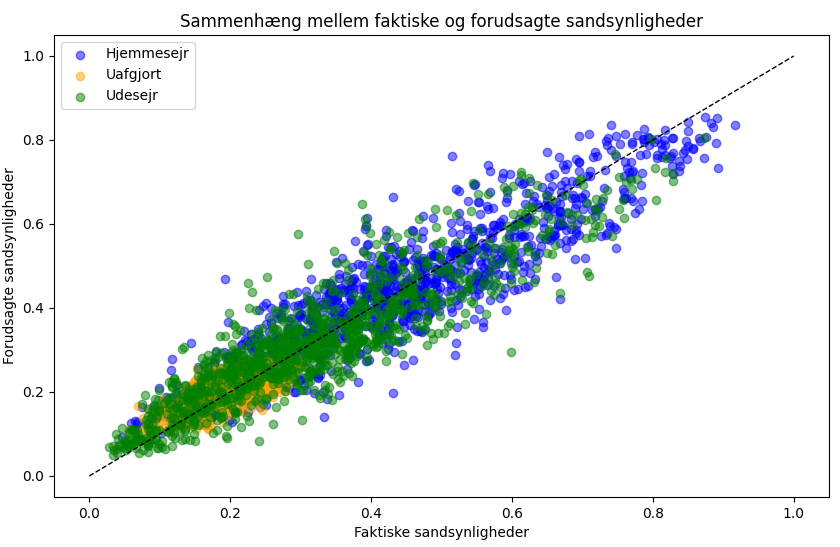 Sammenhæng mellem faktiske og forudsagte sandsynligheder
Hjemmesejr
Uafgjort
Udesejr
Forudsagte sandsynligheder
1.0
0.8
0.6
0.4
0.2
0.0
0.0 0.2 0.4 0.6 0.8 1.0
Faktiske sandsynligheder